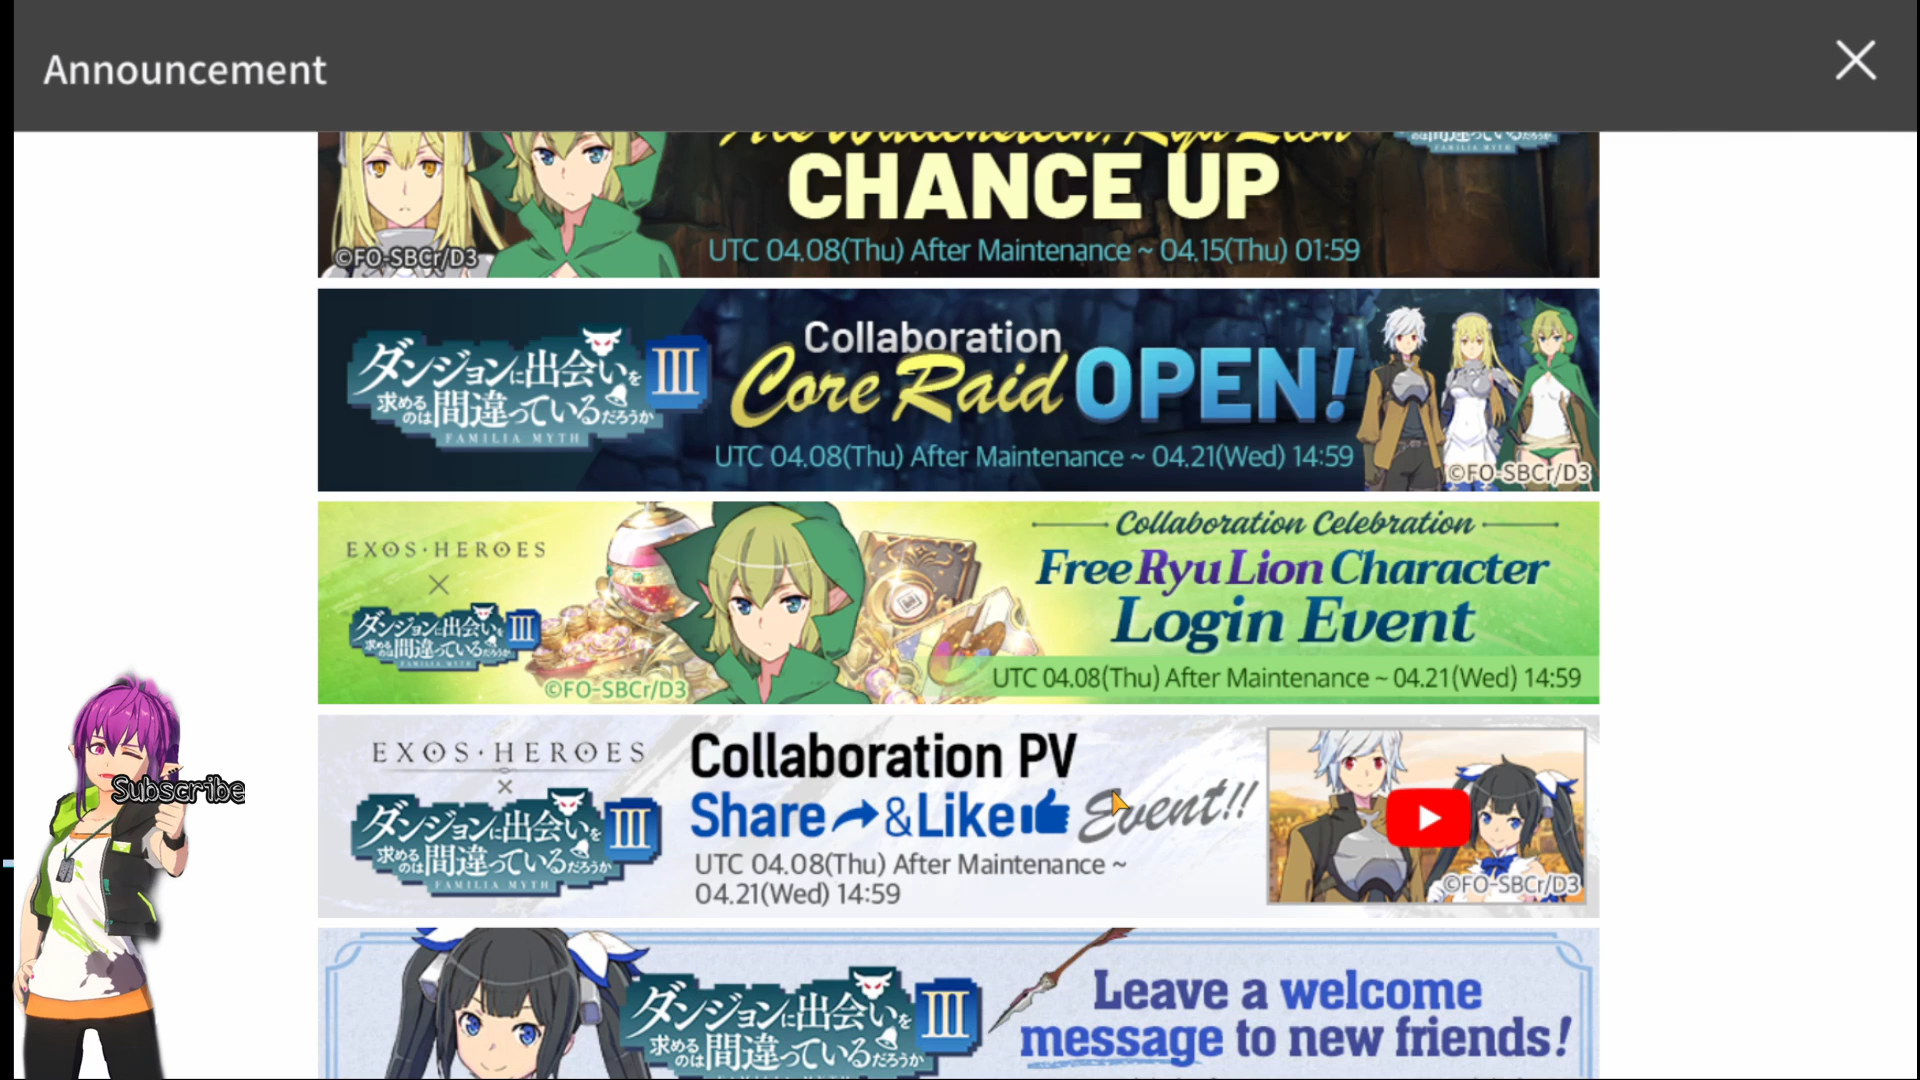 Announcement
Ryu Lion
CHANCE UP
UTC 04.08(Thu) After Maintenance ~ 04.15(Thu) 01:59
©FO-SBCr/D3
FAMILIA MYTH
ダンジョンに出会いを
求めるのは間違っているだろうか
III
FAMILIA MYTH
Collaboration
Core Raid OPEN!
UTC 04.08(Thu) After Maintenance ~ 04.21(Wed) 14:59
©FO-SBCr/D3
EXOS·HEROES
×
ダンジョンに出会いを
求めるのは間違っているだろうか
III
FAMILIA MYTH
©FO-SBCr/D3
Collaboration Celebration
Free Ryu Lion Character
Login Event
UTC 04.08(Thu) After Maintenance ~ 04.21(Wed) 14:59
Subscribe
EXOS·HEROES
×
ダンジョンに出会いを
求めるのは間違っているだろうか
III
FAMILIA MYTH
Collaboration PV
Share & Like Event!!
UTC 04.08(Thu) After Maintenance ~
04.21(Wed) 14:59
©FO-SBCr/D3
ダンジョンに出会いを
求めるのは間違っているだろうか
III
Leave a welcome
message to new friends!